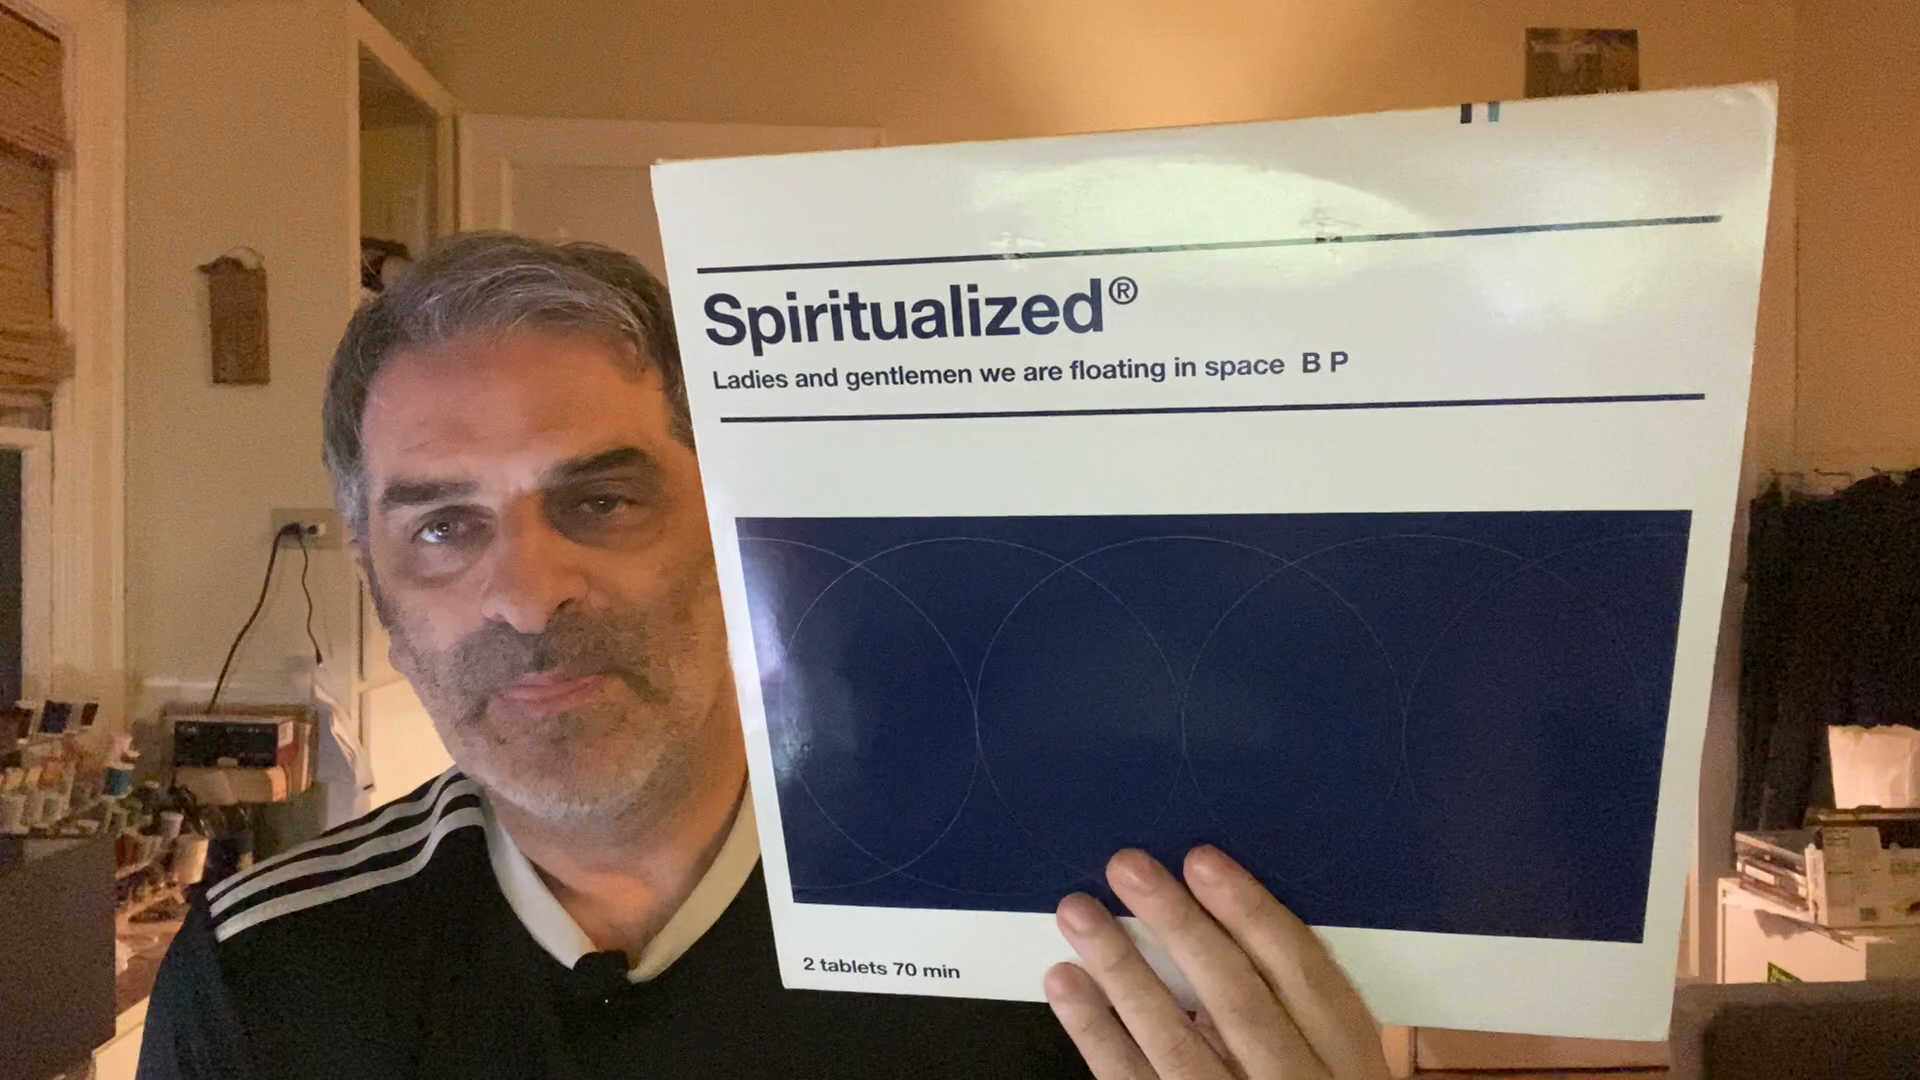 Spiritualized®
Ladies and gentlemen we are floating in space B P
2 tablets 70 min